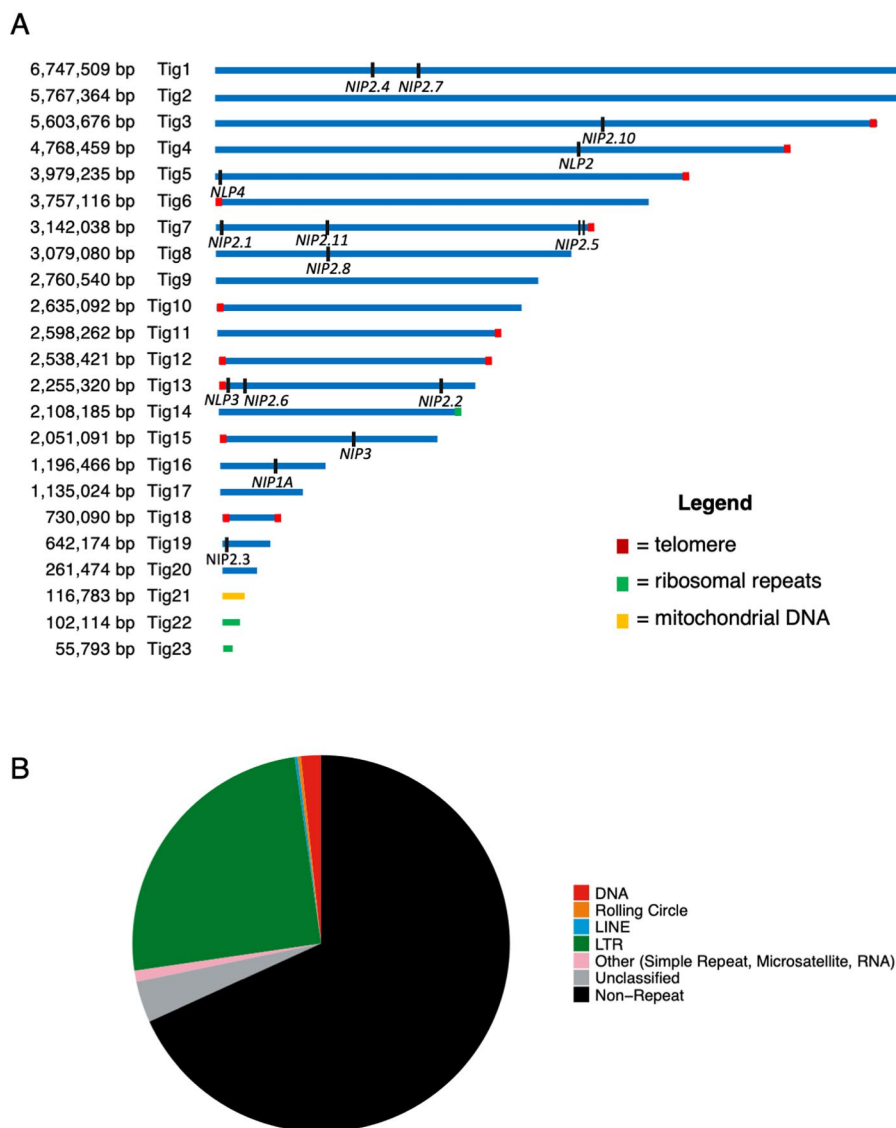 A
6,747,509 bp Tig1
NIP2.4 NIP2.7
5,767,364 bp Tig2
5,603,676 bp Tig3
NIP2.10
4,768,459 bp Tig4
NLP2
3,979,235 bp Tig5
NLP4
3,757,116 bp Tig6
3,142,038 bp Tig7
NIP2.1 NIP2.11 NIP2.5
3,079,080 bp Tig8
NIP2.8
2,760,540 bp Tig9
2,635,092 bp Tig10
2,598,262 bp Tig11
2,538,421 bp Tig12
2,255,320 bp Tig13
NLP3 NIP2.6 NIP2.2
2,108,185 bp Tig14
2,051,091 bp Tig15
NIP3
1,196,466 bp Tig16
NIP1A
1,135,024 bp Tig17
730,090 bp Tig18
642,174 bp Tig19
NIP2.3
261,474 bp Tig20
116,783 bp Tig21
102,114 bp Tig22
55,793 bp Tig23
Legend
= telomere
= ribosomal repeats
= mitochondrial DNA
B
DNA
Rolling Circle
LINE
LTR
Other (Simple Repeat, Microsatellite, RNA)
Unclassified
Non−Repeat